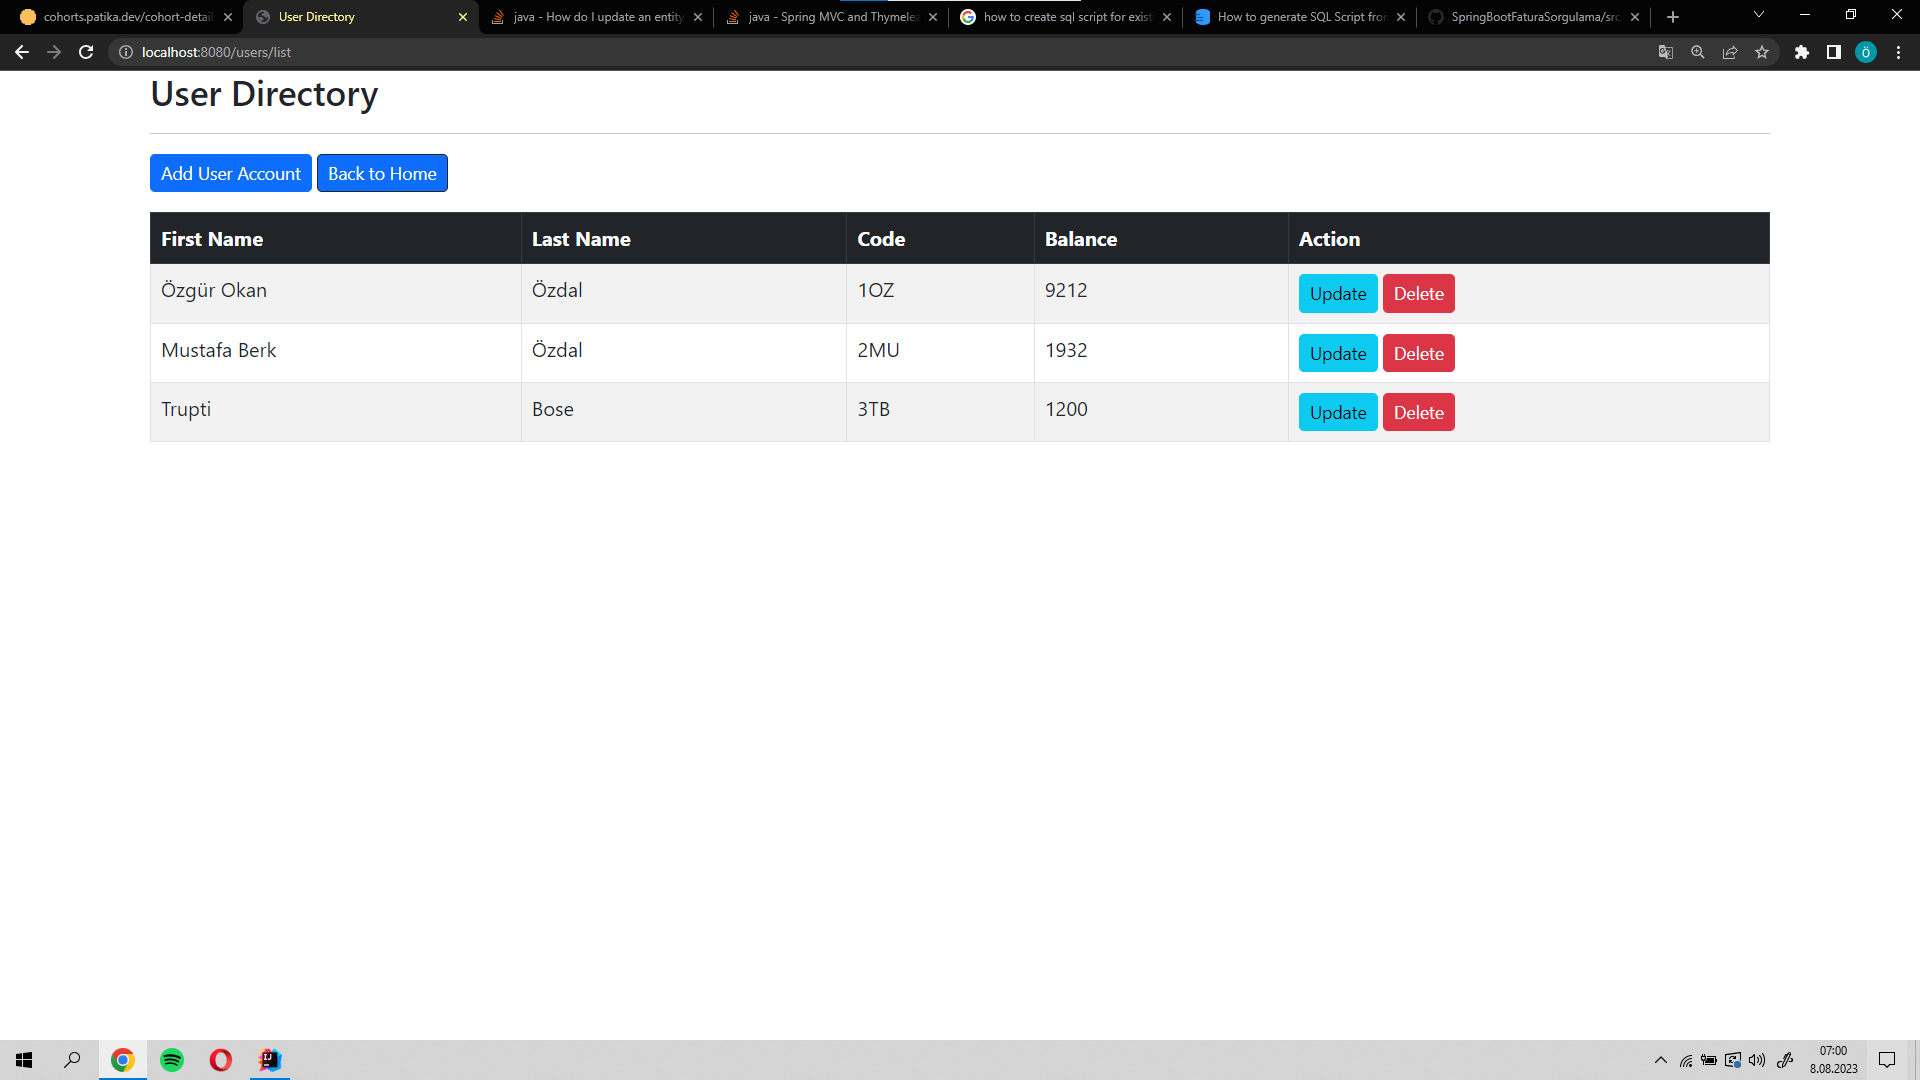 cohorts.patika.dev/cohort-detail
User Directory
java - How do I update an entity
java - Spring MVC and Thymelea
how to create sql script for exist
How to generate SQL Script from
SpringBootFaturaSorgulama/src
localhost:8080/users/list
Ö
User Directory
Add User Account Back to Home
First Name Last Name Code Balance Action
Özgür Okan Özdal 1OZ 9212 Update Delete
Mustafa Berk Özdal 2MU 1932 Update Delete
Trupti Bose 3TB 1200 Update Delete
IJ
07:00
8.08.2023